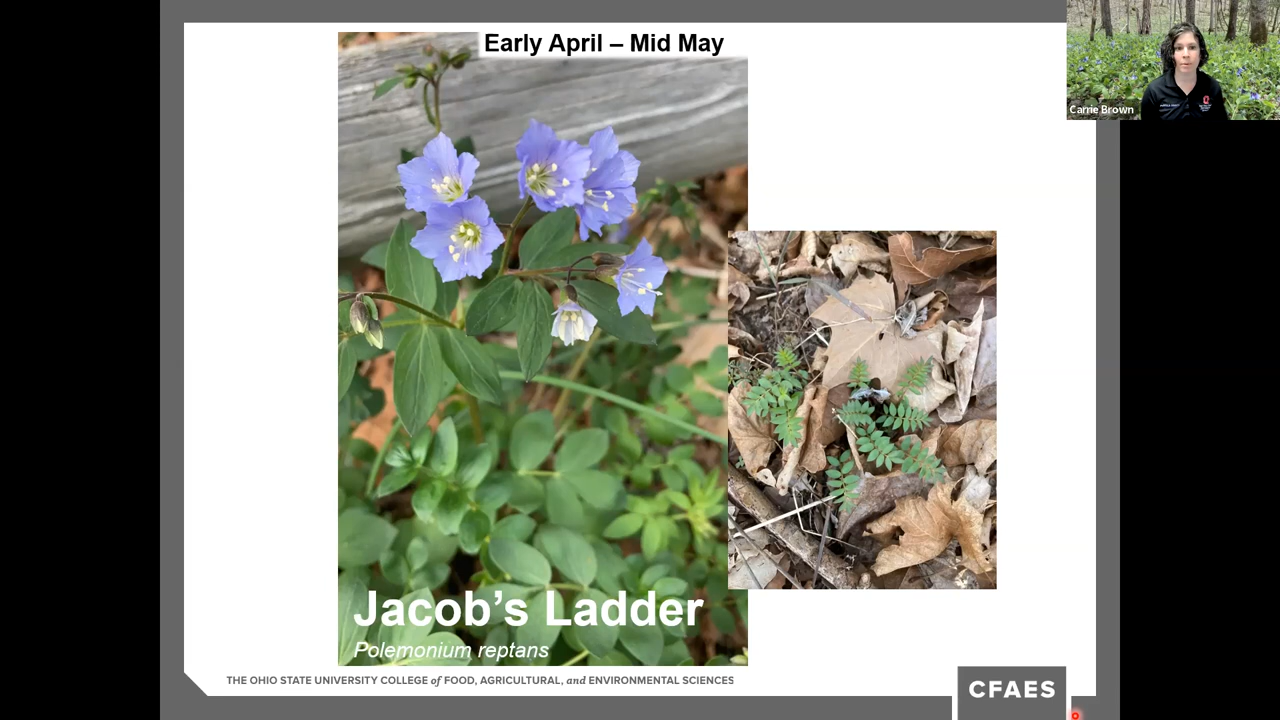 Early April – Mid May
Carrie Brown
Jacob’s Ladder
Polemonium reptans
THE OHIO STATE UNIVERSITY COLLEGE of FOOD, AGRICULTURAL, and ENVIRONMENTAL SCIENCES
CFAES